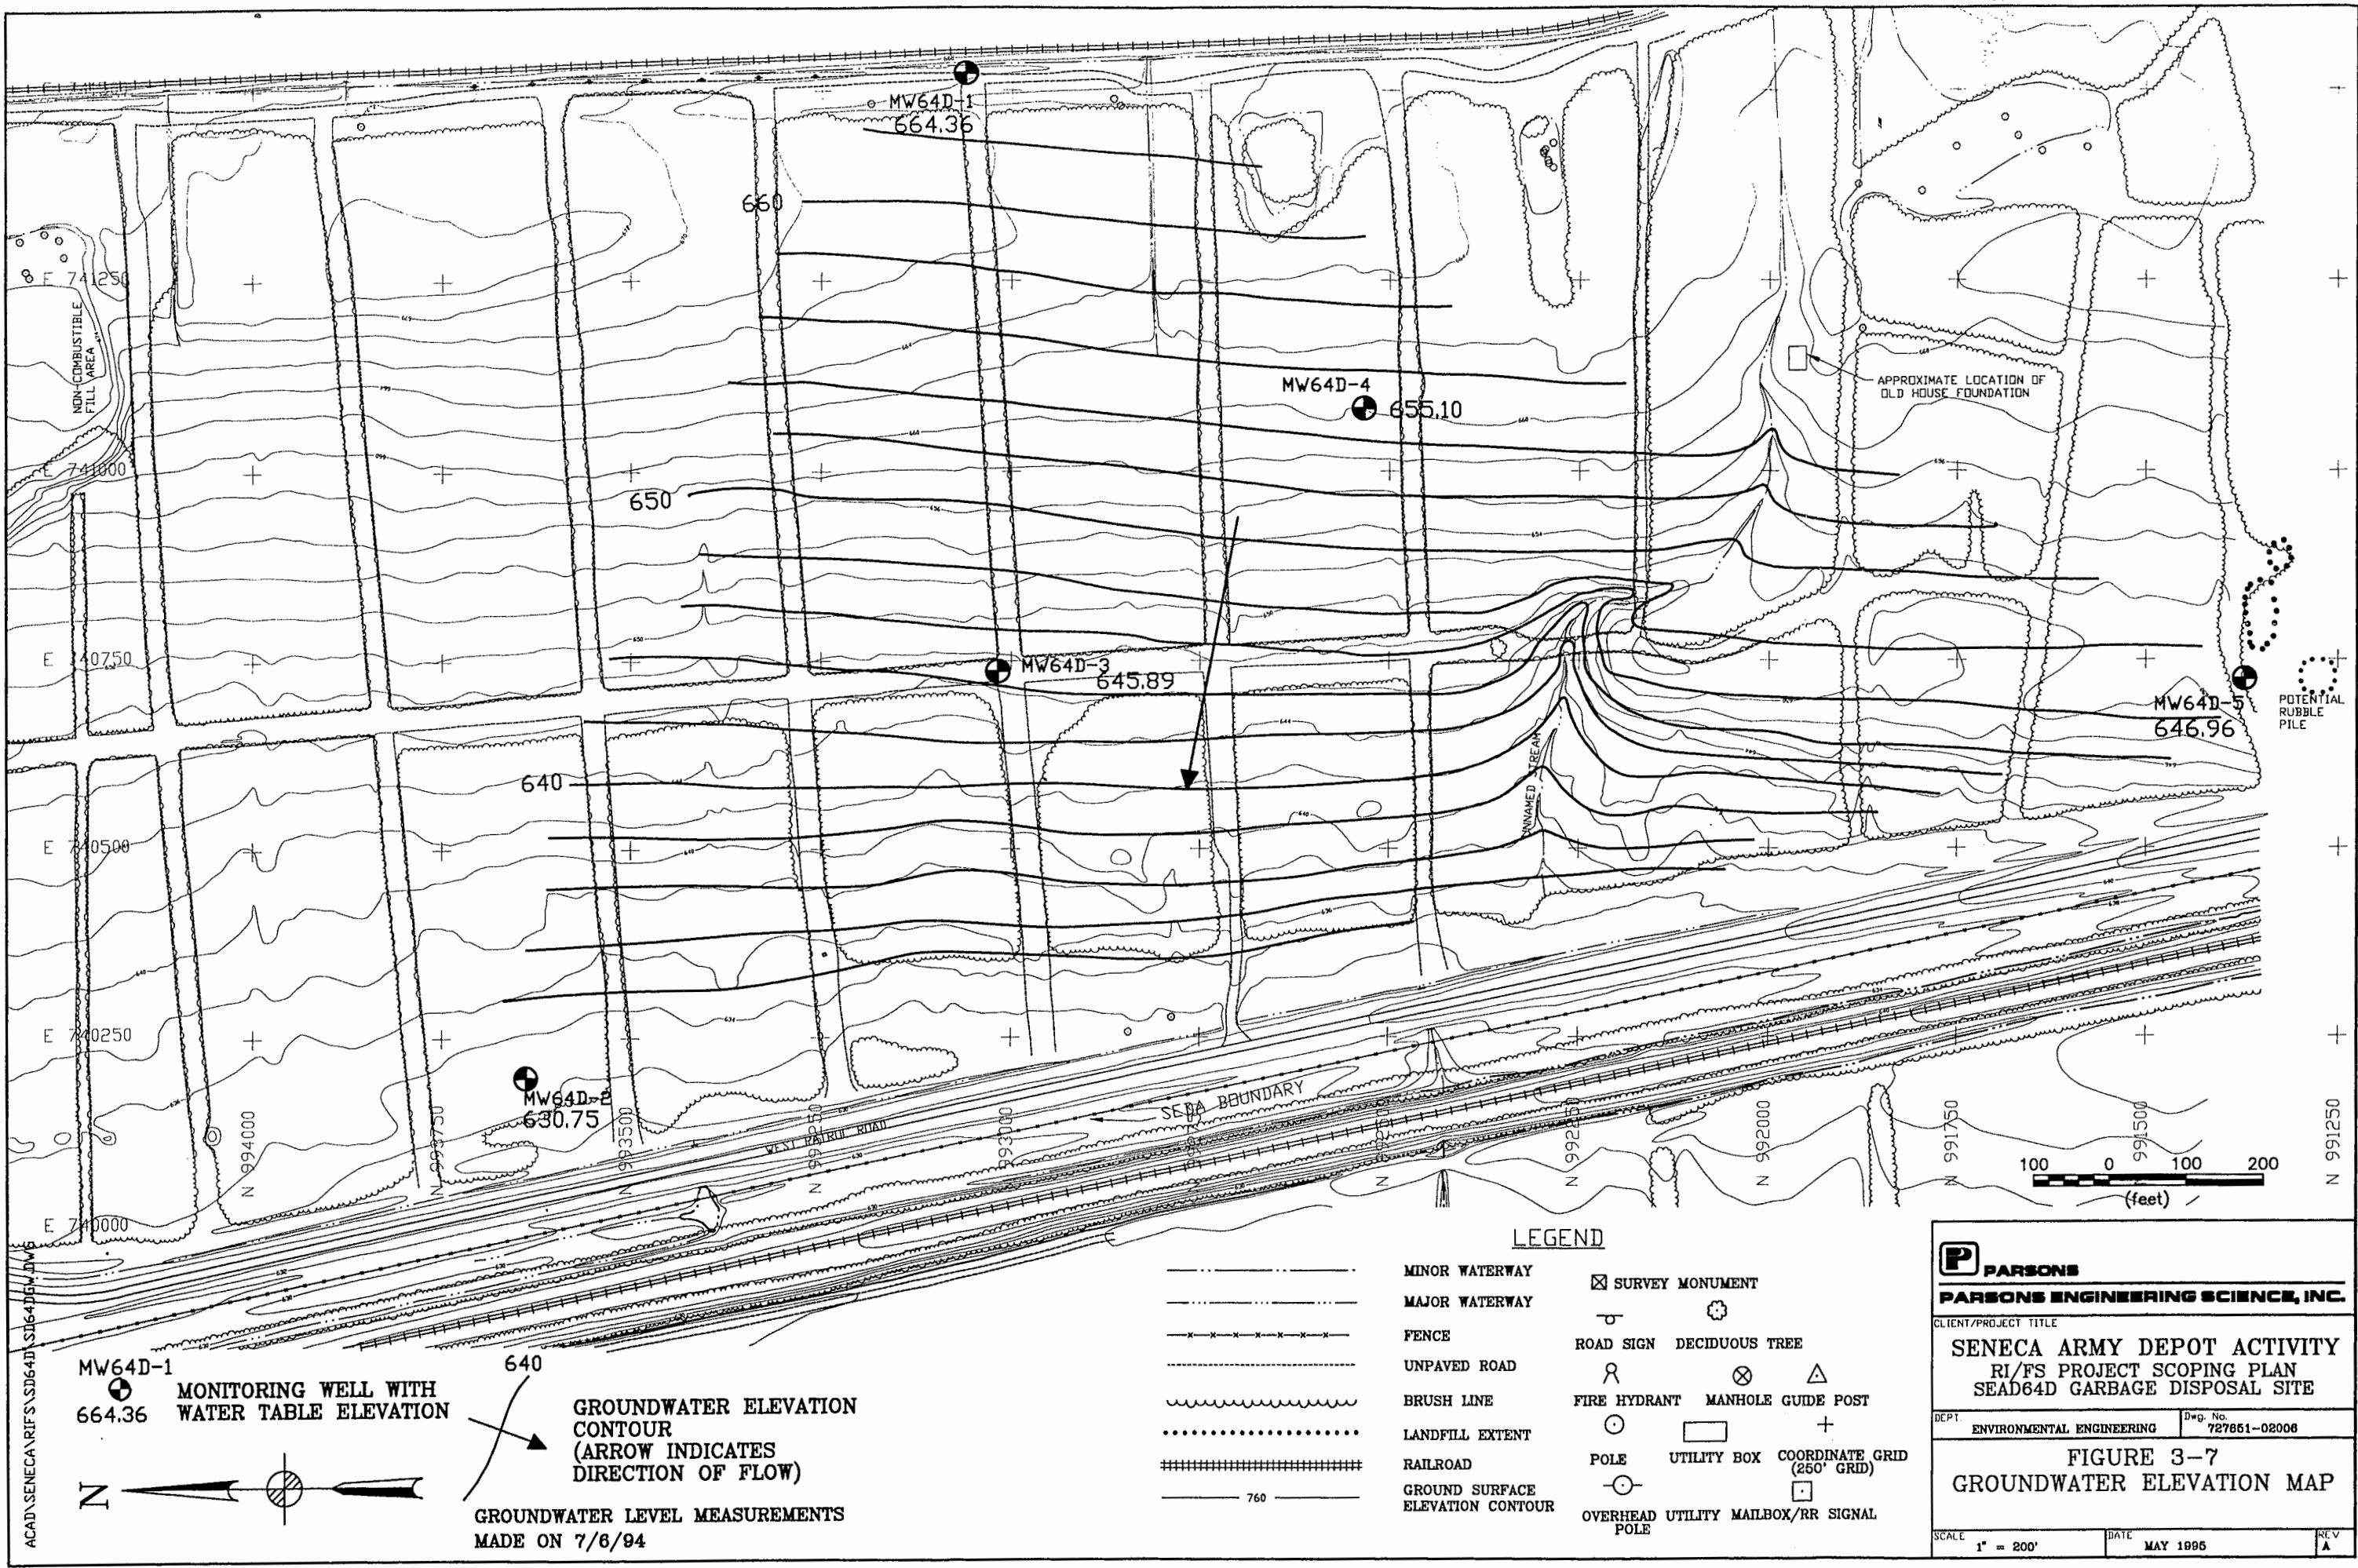 MW64D-1
664.36
660
E 741250
NON-COMBUSTIBLE
FILL AREA
MW64D-4
655.10
APPROXIMATE LOCATION OF
OLD HOUSE FOUNDATION
E 741000
650
E 740750
MW64D-3
645.89
MW64D-5
646.96
POTENTIAL
RUBBLE
PILE
UNNAMED STREAM
640
E 740500
E 740250
MW64D-2
630.75
SEDA BOUNDARY
WEST PATROL ROAD
N 994000
N 993750
N 993500
N 993250
N 993000
N 992250
N 992000
N 991750
N 991500
N 991250
100 0 100 200
(feet)
E 740000
ACAD\SENECA\RIFS\SD64D\SD64DGW.DWG
MW64D-1
664.36
MONITORING WELL WITH
WATER TABLE ELEVATION
640
GROUNDWATER ELEVATION
CONTOUR
(ARROW INDICATES
DIRECTION OF FLOW)
N
GROUNDWATER LEVEL MEASUREMENTS
MADE ON 7/6/94
LEGEND
MINOR WATERWAY
MAJOR WATERWAY
FENCE
UNPAVED ROAD
BRUSH LINE
LANDFILL EXTENT
RAILROAD
760
GROUND SURFACE
ELEVATION CONTOUR
SURVEY MONUMENT
ROAD SIGN DECIDUOUS TREE
FIRE HYDRANT MANHOLE GUIDE POST
POLE UTILITY BOX COORDINATE GRID
(250' GRID)
OVERHEAD UTILITY MAILBOX/RR SIGNAL
POLE
P PARSONS
PARSONS ENGINEERING SCIENCE, INC.
CLIENT/PROJECT TITLE
SENECA ARMY DEPOT ACTIVITY
RI/FS PROJECT SCOPING PLAN
SEAD64D GARBAGE DISPOSAL SITE
DEPT.
ENVIRONMENTAL ENGINEERING
Dwg. No.
727651-02006
FIGURE 3-7
GROUNDWATER ELEVATION MAP
SCALE
1" = 200'
DATE
MAY 1995
REV
A